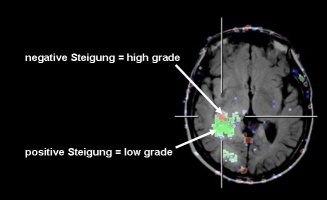 negative Steigung = high grade
positive Steigung = low grade